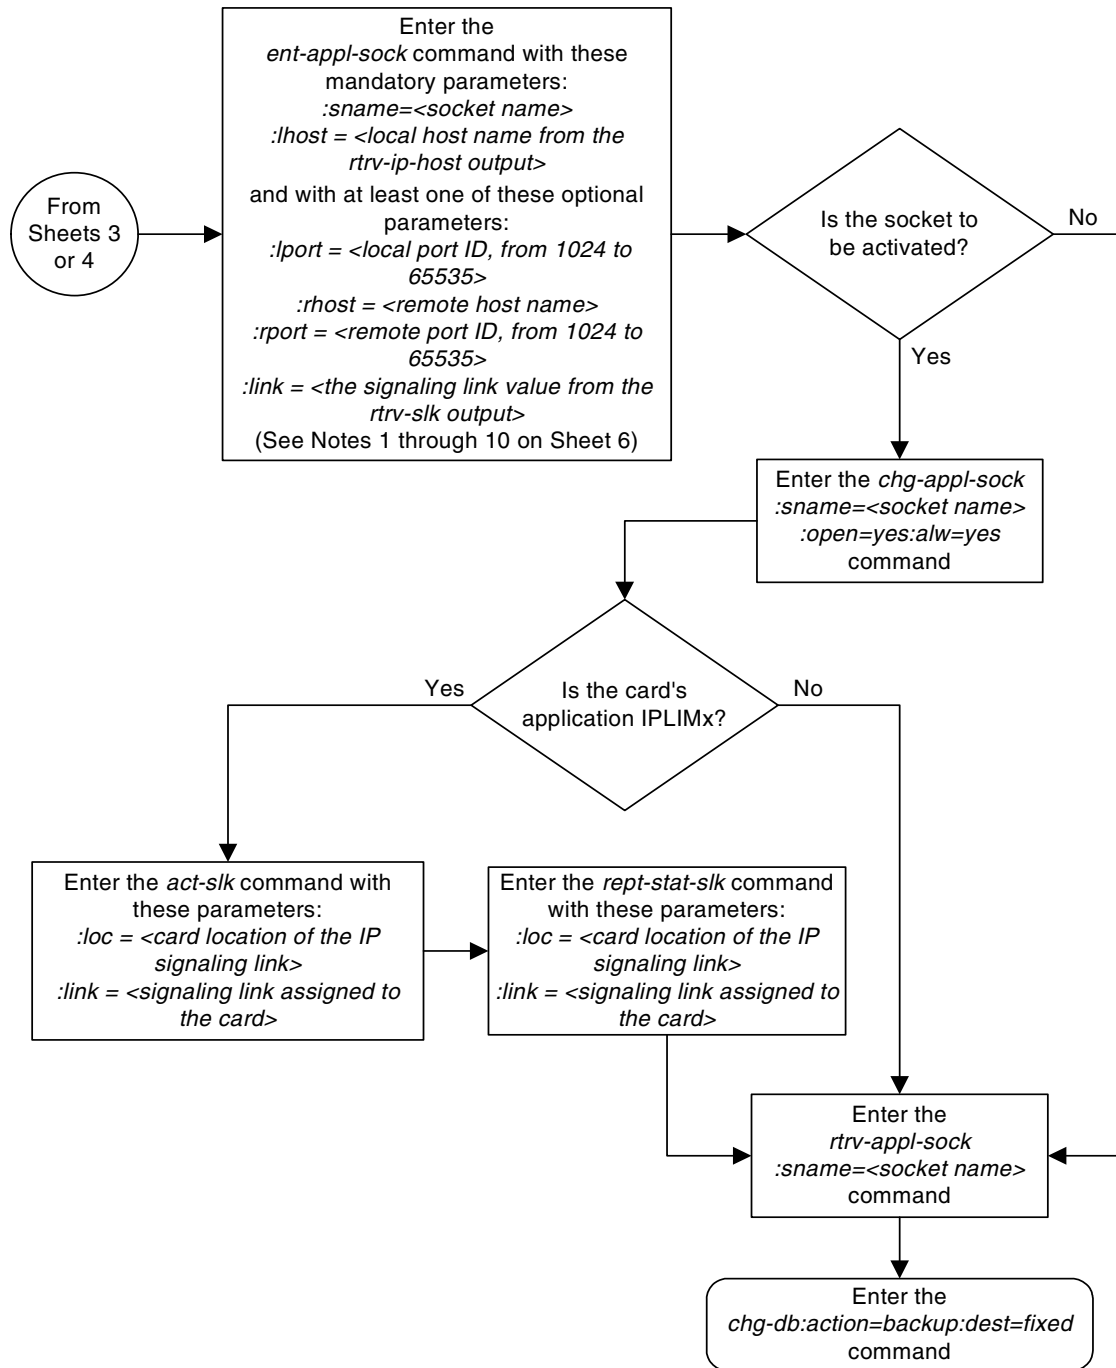 Enter the
ent-appl-sock command with these
mandatory parameters:
:sname=<socket name>
:lhost = <local host name from the
rtrv-ip-host output>
and with at least one of these optional
parameters:
:lport = <local port ID, from 1024 to
65535>
:rhost = <remote host name>
:rport = <remote port ID, from 1024 to
65535>
:link = <the signaling link value from the
rtrv-slk output>
(See Notes 1 through 10 on Sheet 6)
From
Sheets 3
or 4
Is the socket to
be activated?
No
Yes
Enter the chg-appl-sock
:sname=<socket name>
:open=yes:alw=yes
command
Is the card's
application IPLIMx?
Yes
No
Enter the act-slk command with
these parameters:
:loc = <card location of the IP
signaling link>
:link = <signaling link assigned to
the card>
Enter the rept-stat-slk command
with these parameters:
:loc = <card location of the IP
signaling link>
:link = <signaling link assigned to
the card>
Enter the
rtrv-appl-sock
:sname=<socket name>
command
Enter the
chg-db:action=backup:dest=fixed
command